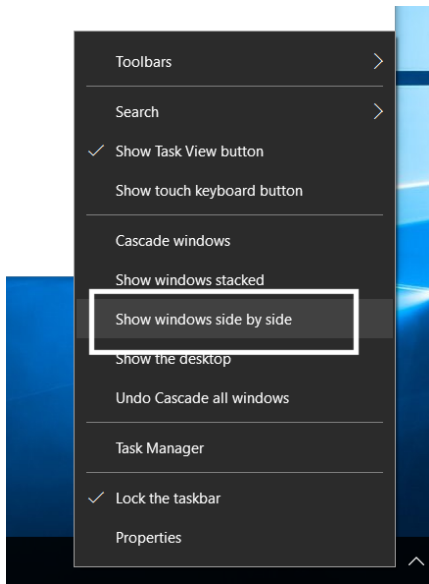 Toolbars
Search
Show Task View button
Show touch keyboard button
Cascade windows
Show windows stacked
Show windows side by side
Show the desktop
Undo Cascade all windows
Task Manager
Lock the taskbar
Properties